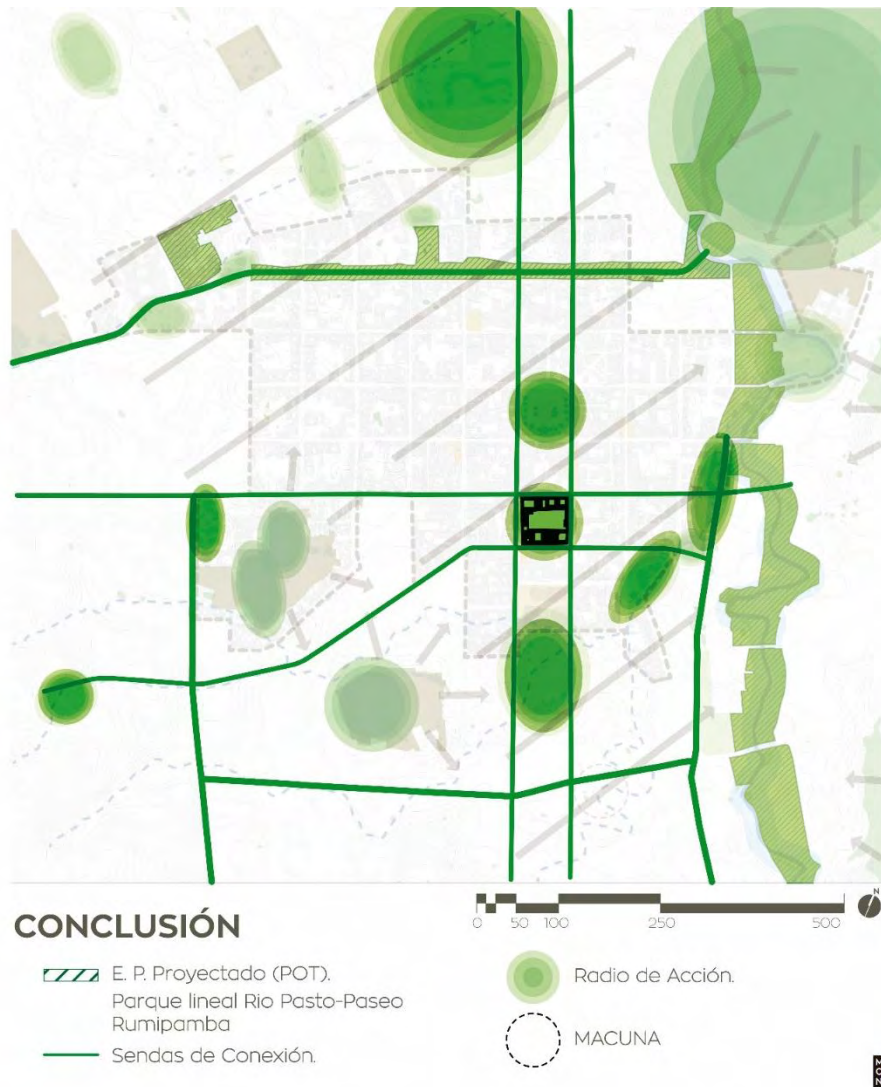 CONCLUSIÓN
0 50 100 250 500
N
E. P. Proyectado (POT).
Parque lineal Rio Pasto-Paseo
Rumipamba
Sendas de Conexión.
Radio de Acción.
MACUNA